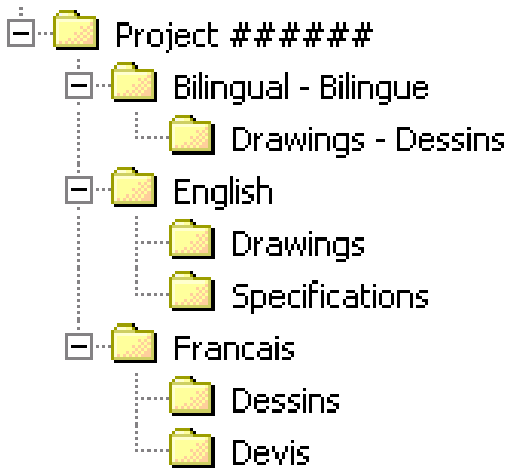 Project ######
Bilingual - Bilingue
Drawings - Dessins
English
Drawings
Specifications
Francais
Dessins
Devis